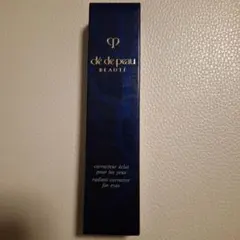 clé de peau
BEAUTÉ
correcteur éclat
pour les yeux
radiant corrector
for eyes